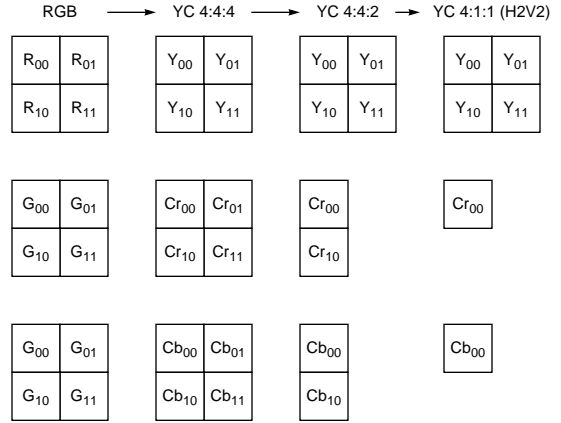 RGB YC 4:4:4 YC 4:4:2 YC 4:1:1 (H2V2)
R00 R01 Y00 Y01 Y00 Y01 Y00 Y01
R10 R11 Y10 Y11 Y10 Y11 Y10 Y11
G00 G01 Cr00 Cr01 Cr00 Cr00
G10 G11 Cr10 Cr11 Cr10
G00 G01 Cb00 Cb01 Cb00 Cb00
G10 G11 Cb10 Cb11 Cb10